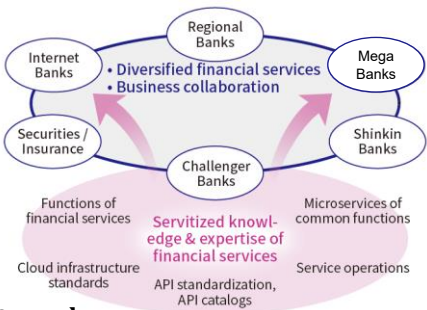 Regional
Banks
Internet
Banks
Mega
Banks
• Diversified financial services
• Business collaboration
Securities /
Insurance
Shinkin
Banks
Challenger
Banks
Functions of
financial services
Microservices of
common functions
Servitized knowl-
edge & expertise of
financial services
Cloud infrastructure
standards
Service operations
API standardization,
API catalogs